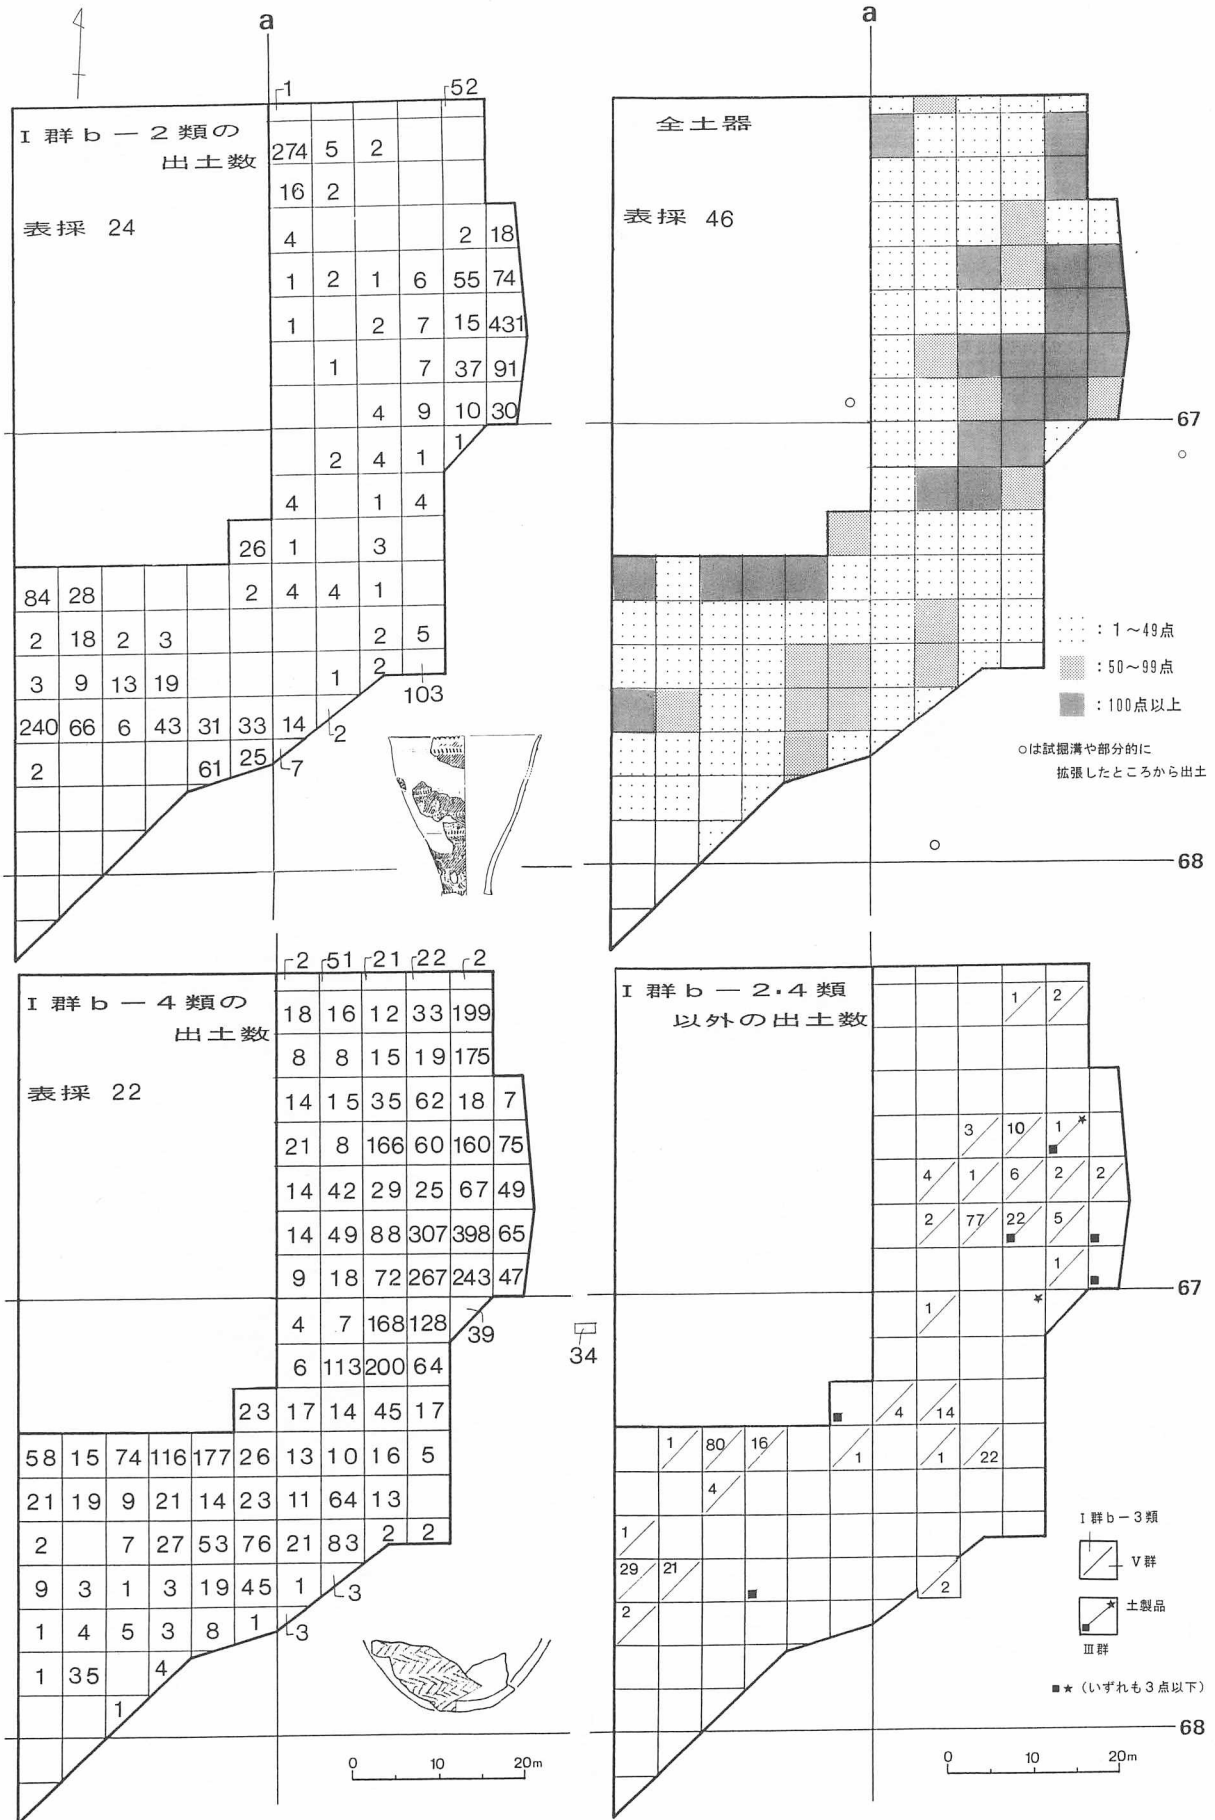 a
1 52
I 群 b － 2 類の
出土数
274 5 2
16 2
表採 24
4 2 18
1 2 1 6 55 74
1 2 7 15 431
1 7 37 91
4 9 10 30
1
2 4 1
4 1 4
26 1 3
84 28 2 4 4 1
2 18 2 3 2 5
3 9 13 19 1 2
103
240 66 6 43 31 33 14 2
2 61 25 7
a
全土器
表採 46
67
：1～49点
：50～99点
：100点以上
○は試掘溝や部分的に
拡張したところから出土
68
2 51 21 22 2
I 群 b － 4 類の
出土数
18 16 12 33 199
8 8 15 19 175
表採 22
14 15 35 62 18 7
21 8 166 60 160 75
14 42 29 25 67 49
14 49 88 307 398 65
9 18 72 267 243 47
4 7 168 128
39
34
6 113 200 64
23 17 14 45 17
58 15 74 116 177 26 13 10 16 5
21 19 9 21 14 23 11 64 13
2 7 27 53 76 21 83 2 2
9 3 1 3 19 45 1 3
1 4 5 3 8 1 3
1 35 4
1
0 10 20m
I 群 b － 2.4 類
以外の出土数
1 2
3 10 1
4 1 6 2 2
2 77 22 5
1
67
1
4 14
1 80 16 1 1 22
4
1
29 21 2
2
I 群 b－3類
V 群
土製品
III 群
■★（いずれも3点以下）
68
0 10 20m